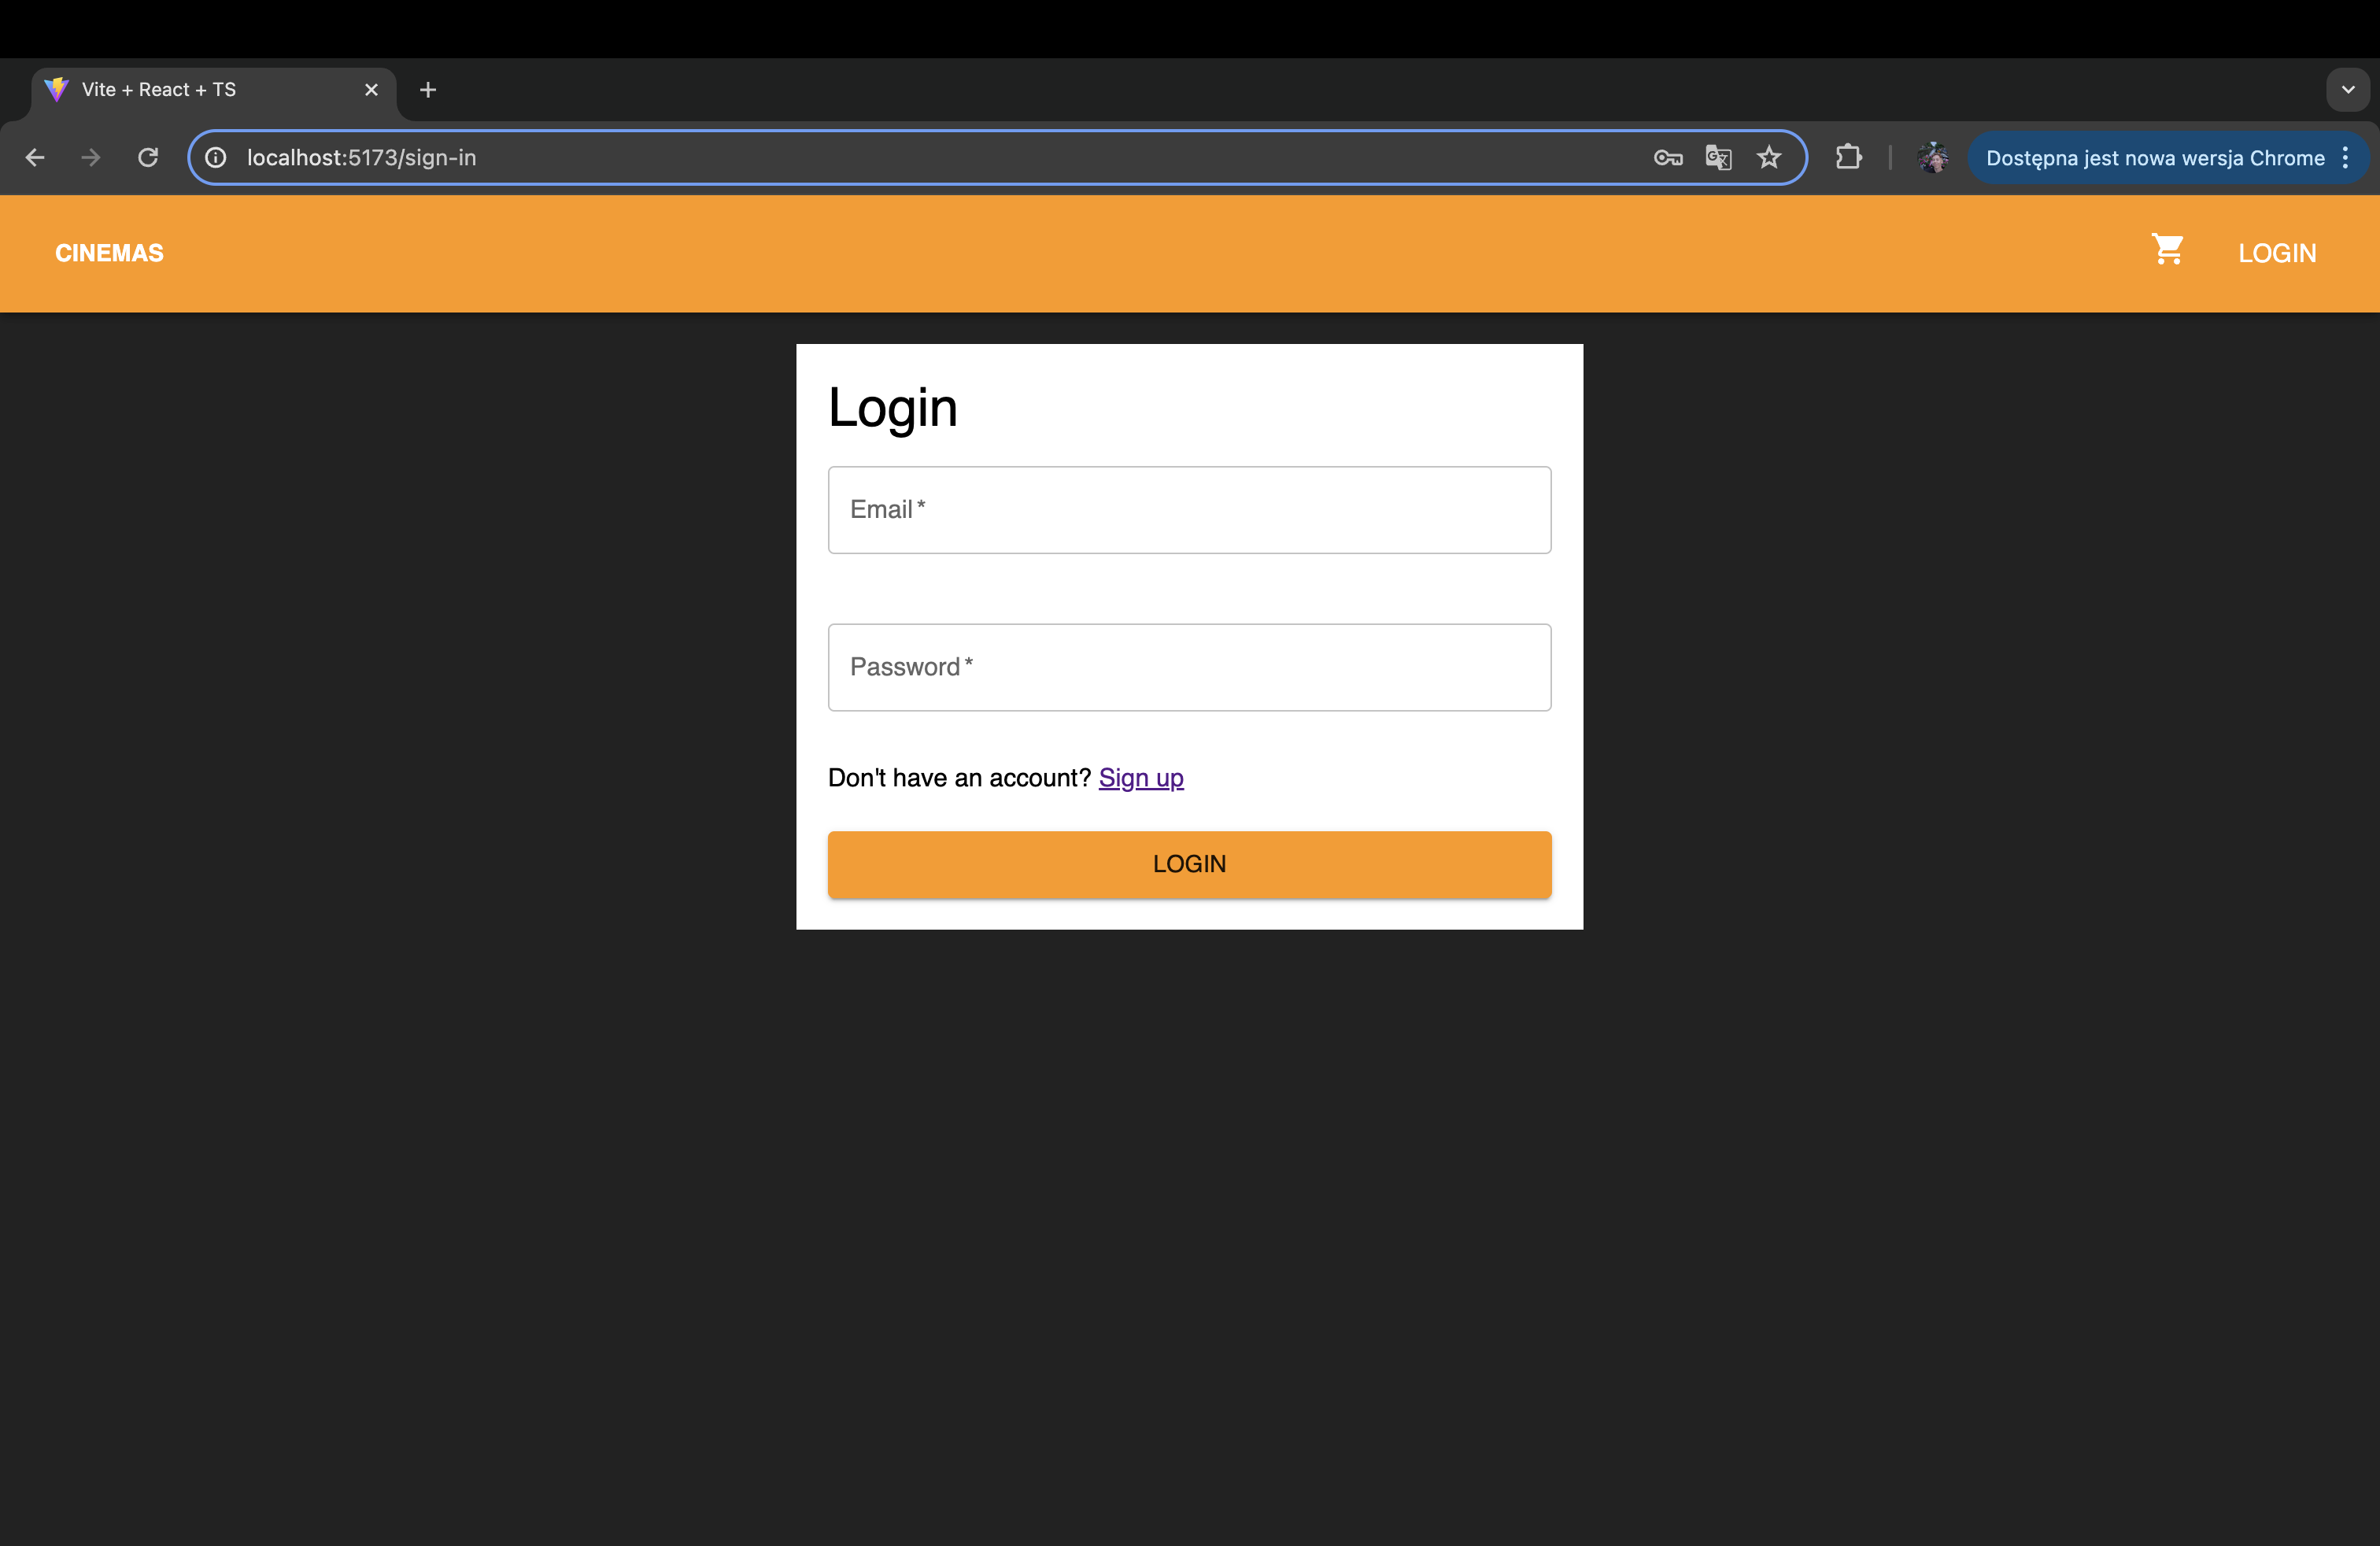 Vite + React + TS
localhost:5173/sign-in
Dostępna jest nowa wersja Chrome
CINEMAS
LOGIN
Login
Email *
Password *
Don't have an account? Sign up
LOGIN